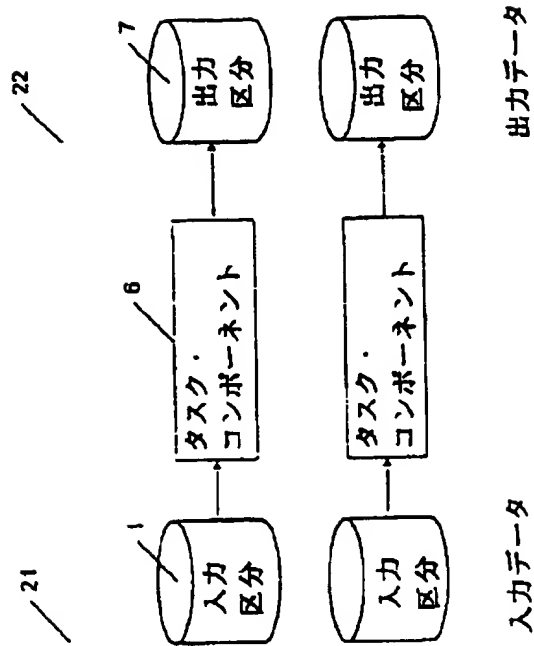 21
22
1
6
7
入力
区分
タスク・
コンポーネント
出力
区分
入力
区分
タスク・
コンポーネント
出力
区分
入力データ
出力データ